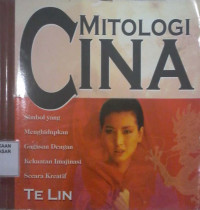 MITOLOGI
CINA
Simbol yang
Menghidupkan
Gagasan Dengan
Kekuatan Imajinasi
Secara Kreatif
TE LIN